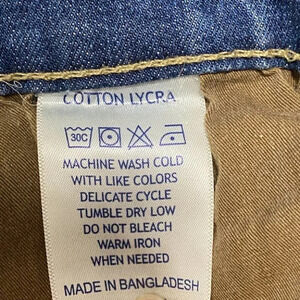 COTTON LYCRA
30C
MACHINE WASH COLD
WITH LIKE COLORS
DELICATE CYCLE
TUMBLE DRY LOW
DO NOT BLEACH
WARM IRON
WHEN NEEDED
MADE IN BANGLADESH